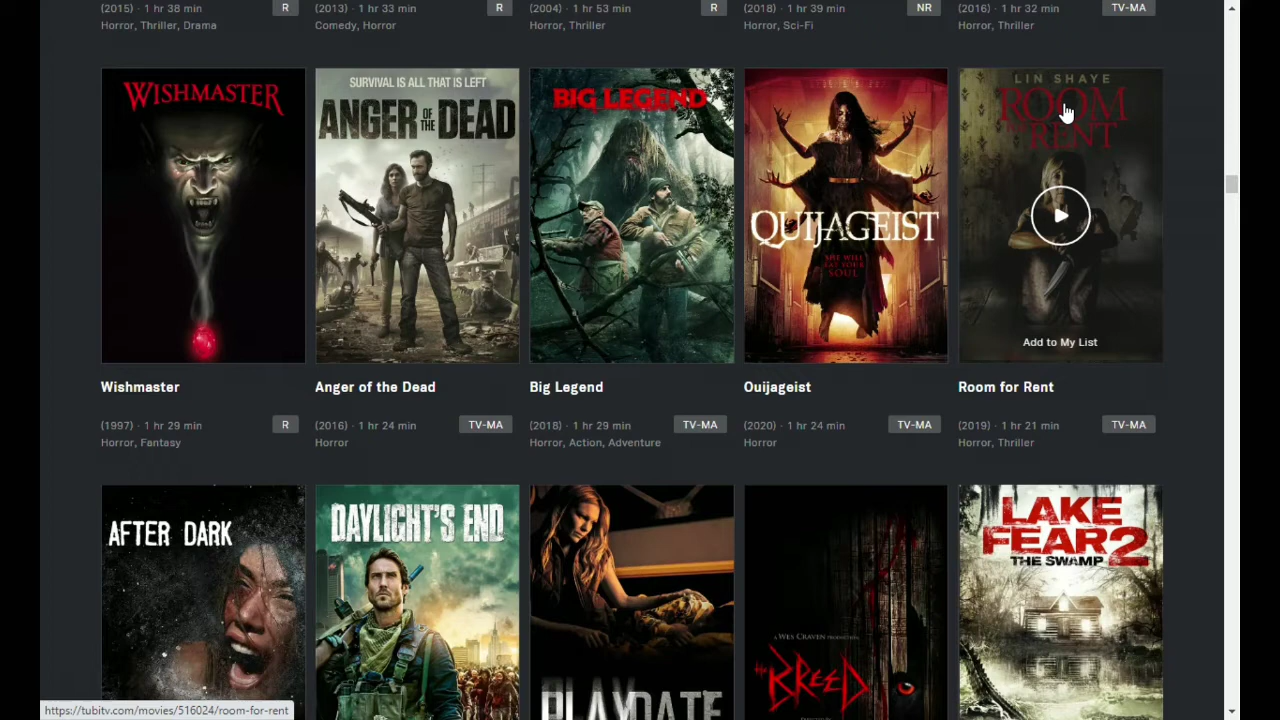 (2015) · 1 hr 38 min R
Horror, Thriller, Drama
(2013) · 1 hr 33 min R
Comedy, Horror
(2004) · 1 hr 53 min R
Horror, Thriller
(2018) · 1 hr 39 min NR
Horror, Sci-Fi
(2016) · 1 hr 32 min TV-MA
Horror, Thriller
WISHMASTER
SURVIVAL IS ALL THAT IS LEFT
ANGER OF THE DEAD
BIG LEGEND
OUIJAGEIST
SHE WILL
EAT YOUR
SOUL
LIN SHAYE
ROOM
RENT
Add to My List
Wishmaster
(1997) · 1 hr 29 min R
Horror, Fantasy
Anger of the Dead
(2016) · 1 hr 24 min TV-MA
Horror
Big Legend
(2018) · 1 hr 29 min TV-MA
Horror, Action, Adventure
Ouijageist
(2020) · 1 hr 24 min TV-MA
Horror
Room for Rent
(2019) · 1 hr 21 min TV-MA
Horror, Thriller
AFTER DARK
DAYLIGHT'S END
PLAYDATE
A WES CRAVEN PRODUCTION
the BREED
LAKE
FEAR 2
THE SWAMP
https://tubitv.com/movies/516024/room-for-rent